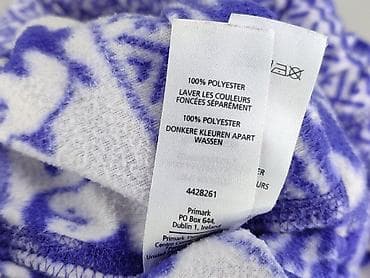 100% POLYESTER
LAVER LES COULEURS
FONCÉES SÉPARÉMENT
100% POLYESTER
DONKERE KLEUREN APART
WASSEN
4428261
Primark
PO Box 644,
Dublin 1, Ireland
Primark